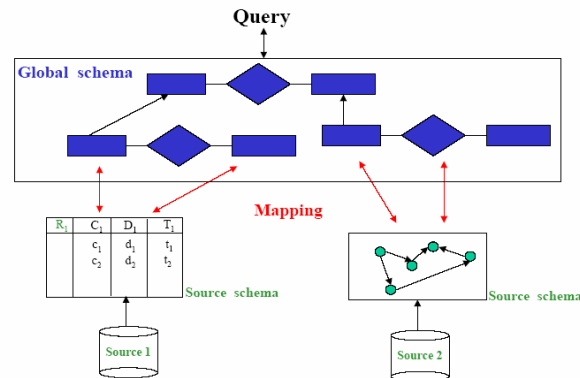 Query
Global schema
Mapping
R1 C1 D1 T1
c1 d1 t1
c2 d2 t2
Source schema
Source schema
Source 1
Source 2